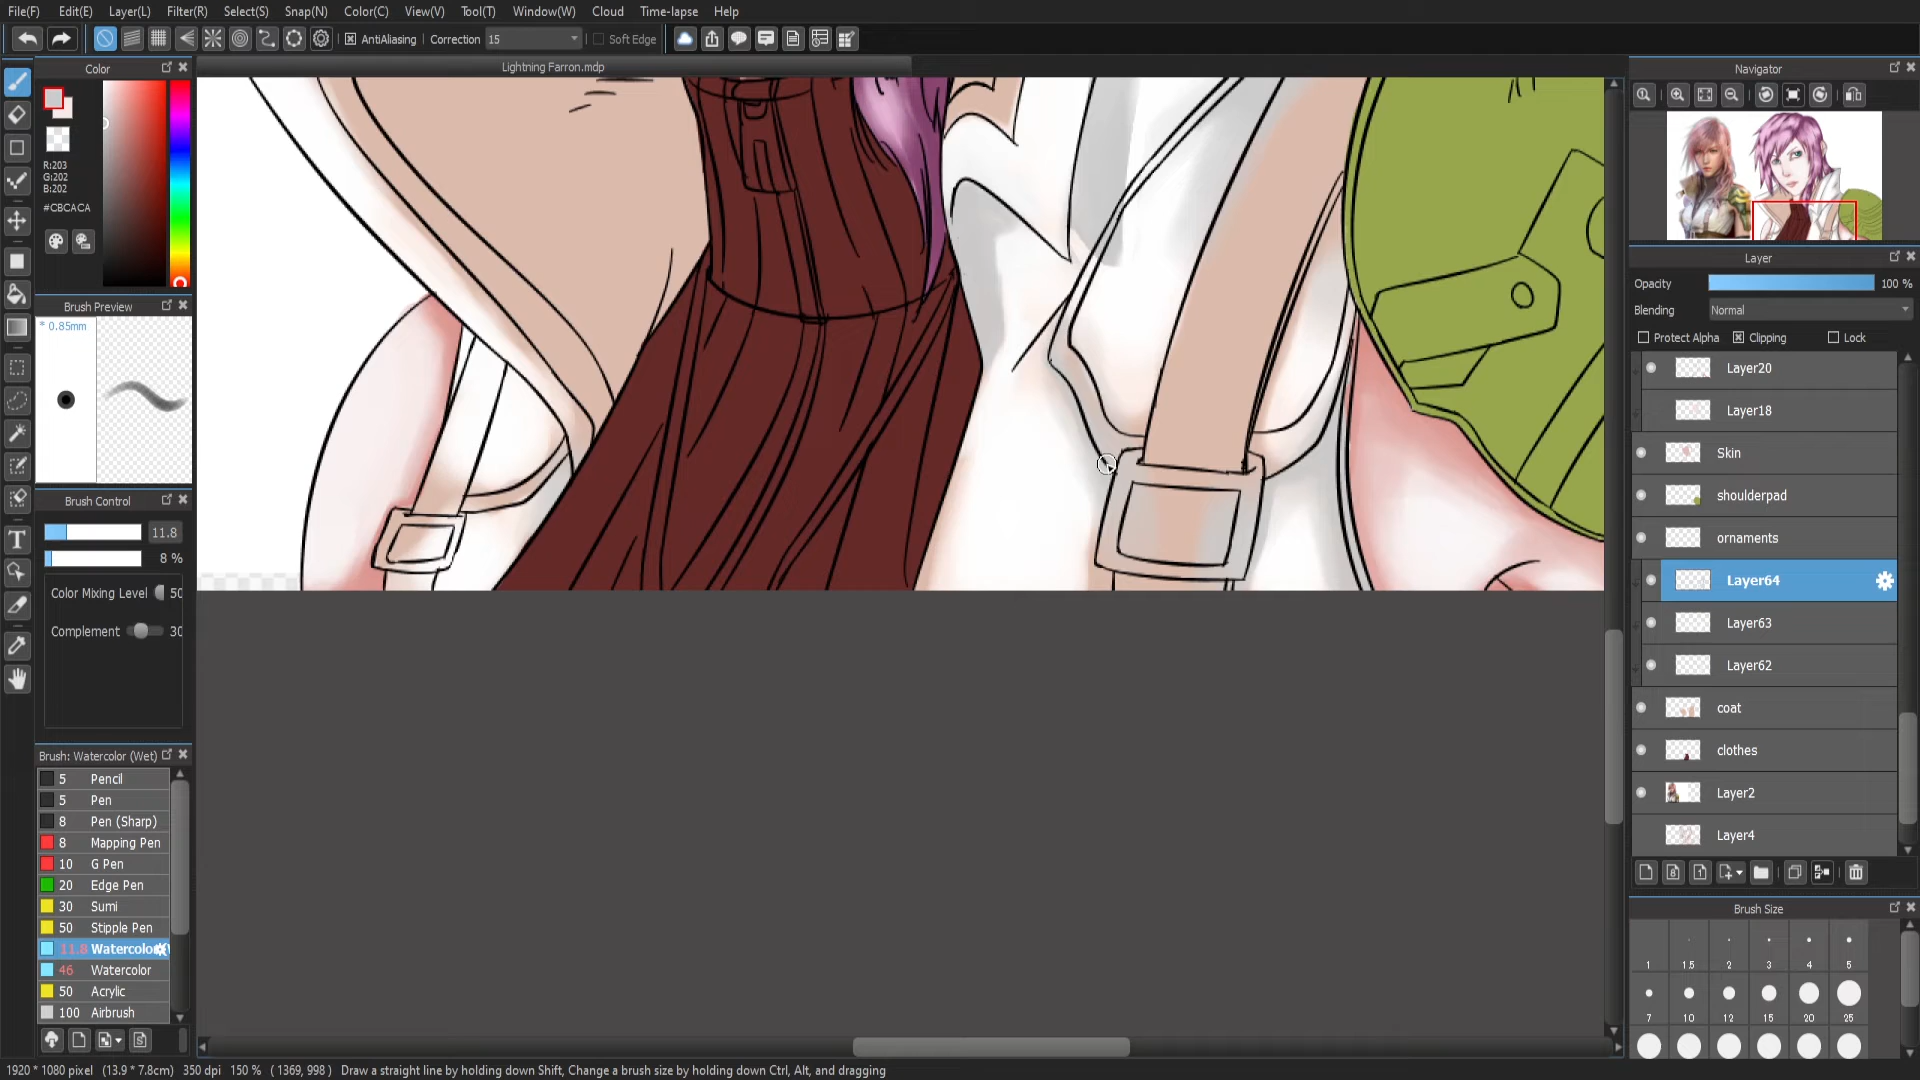 File(F) Edit(E) Layer(L) Filter(R) Select(S) Snap(N) Color(C) View(V) Tool(T) Window(W) Cloud Time-lapse Help
AntiAliasing Correction 15 Soft Edge
Lightning Farron.mdp
Color
R:203
G:202
B:202
#CBCACA
Brush Preview
* 0.85mm
Brush Control
11.8
8 %
Color Mixing Level 50
Complement 30
Brush: Watercolor (Wet)
5 Pencil
5 Pen
8 Pen (Sharp)
8 Mapping Pen
10 G Pen
20 Edge Pen
30 Sumi
50 Stipple Pen
11.8 Watercolor
46 Watercolor
50 Acrylic
100 Airbrush
Navigator
Layer
Opacity 100 %
Blending Normal
Protect Alpha Clipping Lock
Layer20
Layer18
Skin
shoulderpad
ornaments
Layer64
Layer63
Layer62
coat
clothes
Layer2
Layer4
Brush Size
1 1.5 2 3 4 5
7 10 12 15 20 25
1920 * 1080 pixel (13.9 * 7.8cm) 350 dpi 150 % ( 1369, 998 ) Draw a straight line by holding down Shift, Change a brush size by holding down Ctrl, Alt, and dragging